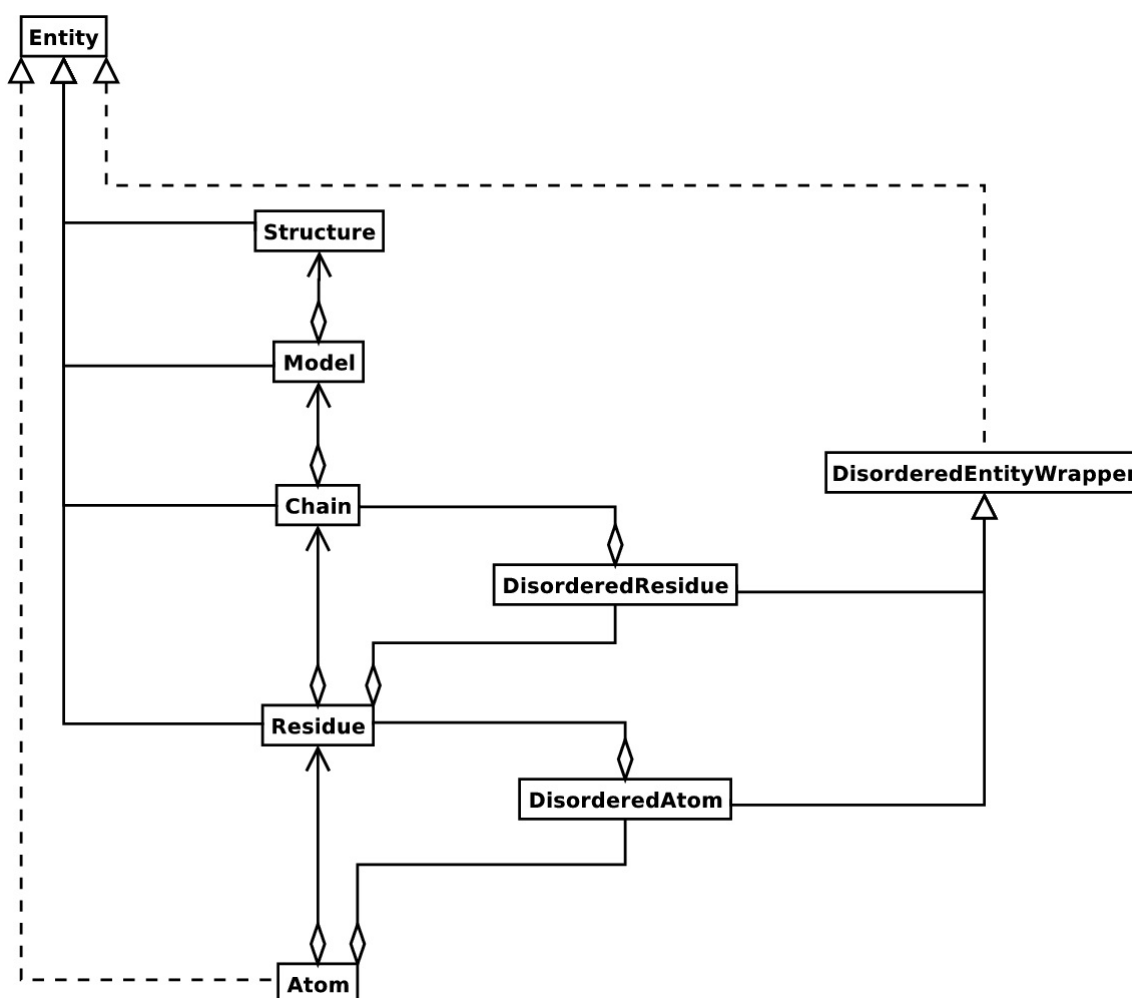 Entity
Structure
Model
Chain
DisorderedEntityWrapper
DisorderedResidue
Residue
DisorderedAtom
Atom